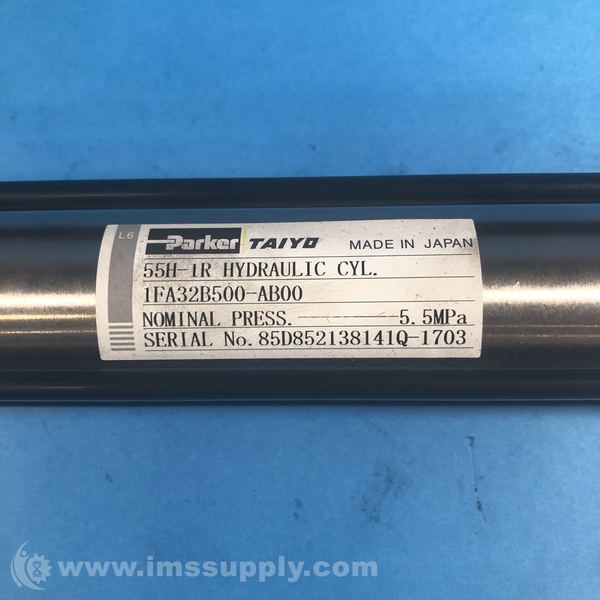 L6
Parker TAIYO MADE IN JAPAN
55H-1R HYDRAULIC CYL.
1FA32B500-AB00
NOMINAL PRESS. 5.5MPa
SERIAL No. 85D852138141Q-1703
www.imssupply.com